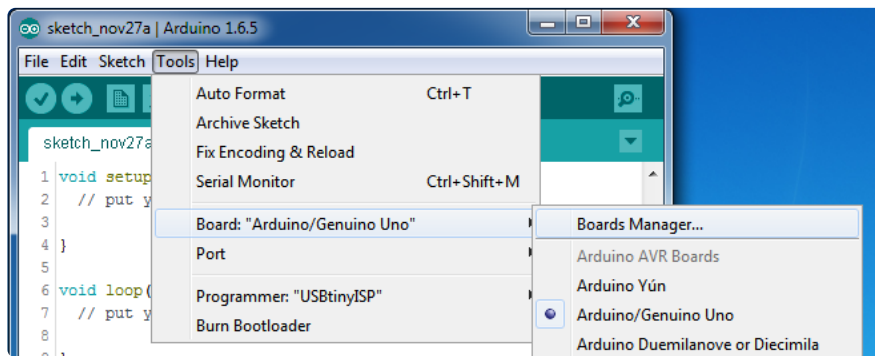 sketch_nov27a | Arduino 1.6.5
File Edit Sketch Tools Help
sketch_nov27a
1 void setup
2 // put y
3
4 }
5
6 void loop(
7 // put y
8
Auto Format Ctrl+T
Archive Sketch
Fix Encoding & Reload
Serial Monitor Ctrl+Shift+M
Board: "Arduino/Genuino Uno"
Port
Programmer: "USBtinyISP"
Burn Bootloader
Boards Manager...
Arduino AVR Boards
Arduino Yún
Arduino/Genuino Uno
Arduino Duemilanove or Diecimila